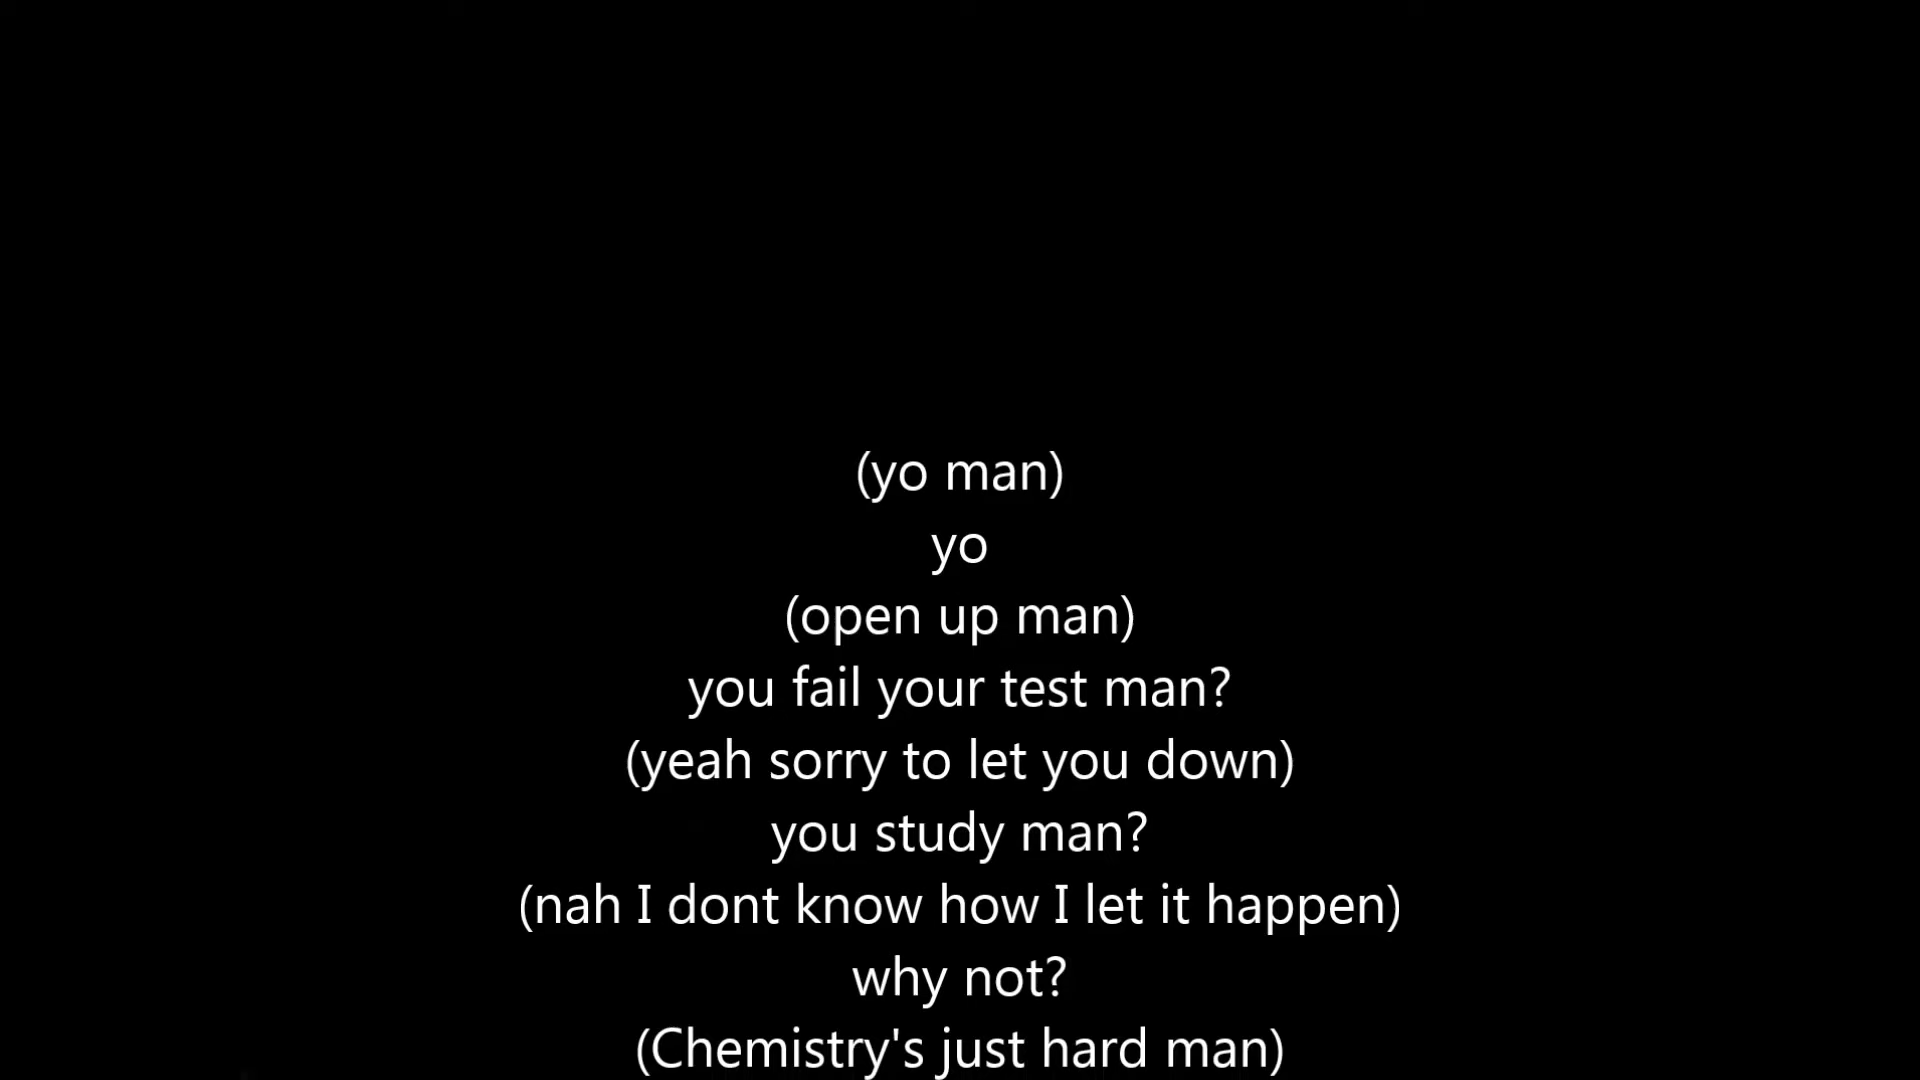 (yo man)
yo
(open up man)
you fail your test man?
(yeah sorry to let you down)
you study man?
(nah I dont know how I let it happen)
why not?
(Chemistry's just hard man)